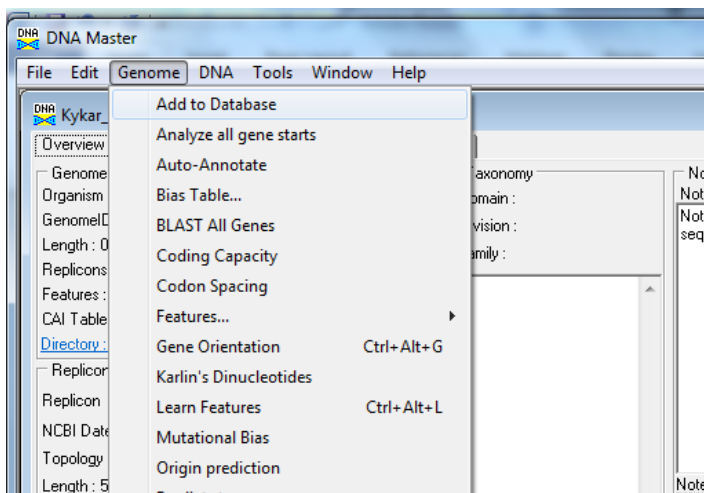 DNA Master
File Edit Genome DNA Tools Window Help
Kykar_
Overview
Genome
Organism
GenomeID
Length : 0
Replicons
Features :
CAI Table
Directory :
Replicon
Replicon
NCBI Date
Topology
Length : 5
Add to Database
Analyze all gene starts
Auto-Annotate
Bias Table...
BLAST All Genes
Coding Capacity
Codon Spacing
Features...
Gene Orientation Ctrl+Alt+G
Karlin's Dinucleotides
Learn Features Ctrl+Alt+L
Mutational Bias
Origin prediction
axonomy
omain :
vision :
amily :
No
Not
Not
seq
Note